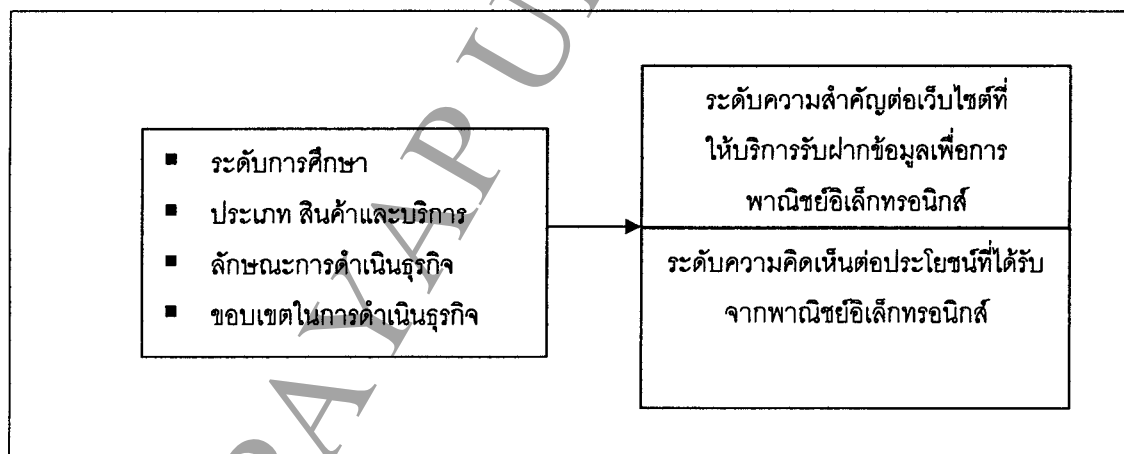 ■ ระดับการศึกษา
■ ประเภท สินค้าและบริการ
■ ลักษณะการดำเนินธุรกิจ
■ ขอบเขตในการดำเนินธุรกิจ
ระดับความสำคัญต่อเว็บไซต์ที่
ให้บริการรับฝากข้อมูลเพื่อการ
พาณิชย์อิเล็กทรอนิกส์
ระดับความคิดเห็นต่อประโยชน์ที่ได้รับ
จากพาณิชย์อิเล็กทรอนิกส์
PAYAP U